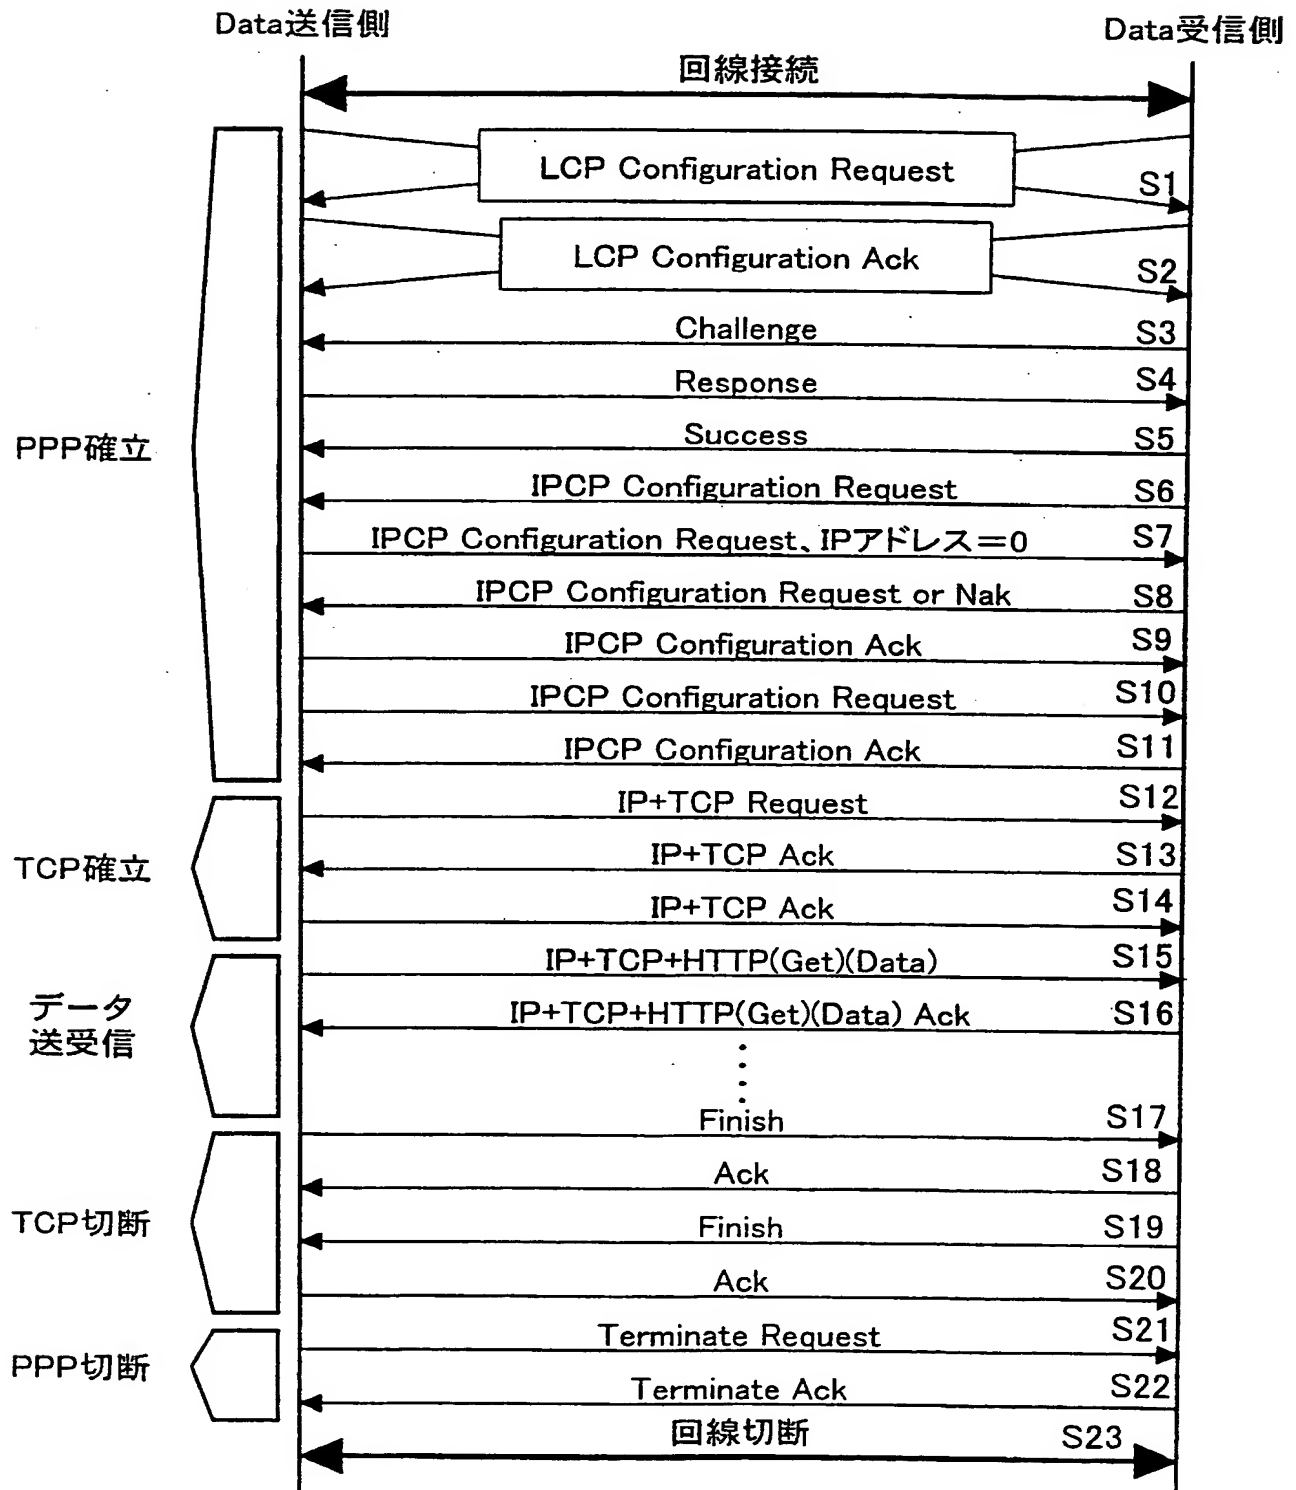 Data送信側
Data受信側
回線接続
LCP Configuration Request
S1
LCP Configuration Ack
S2
Challenge
S3
Response
S4
PPP確立
Success
S5
IPCP Configuration Request
S6
IPCP Configuration Request、IPアドレス=0
S7
IPCP Configuration Request or Nak
S8
IPCP Configuration Ack
S9
IPCP Configuration Request
S10
IPCP Configuration Ack
S11
IP+TCP Request
S12
TCP確立
IP+TCP Ack
S13
IP+TCP Ack
S14
IP+TCP+HTTP(Get)(Data)
S15
データ
送受信
IP+TCP+HTTP(Get)(Data) Ack
S16
Finish
S17
Ack
S18
TCP切断
Finish
S19
Ack
S20
Terminate Request
S21
PPP切断
Terminate Ack
S22
回線切断
S23